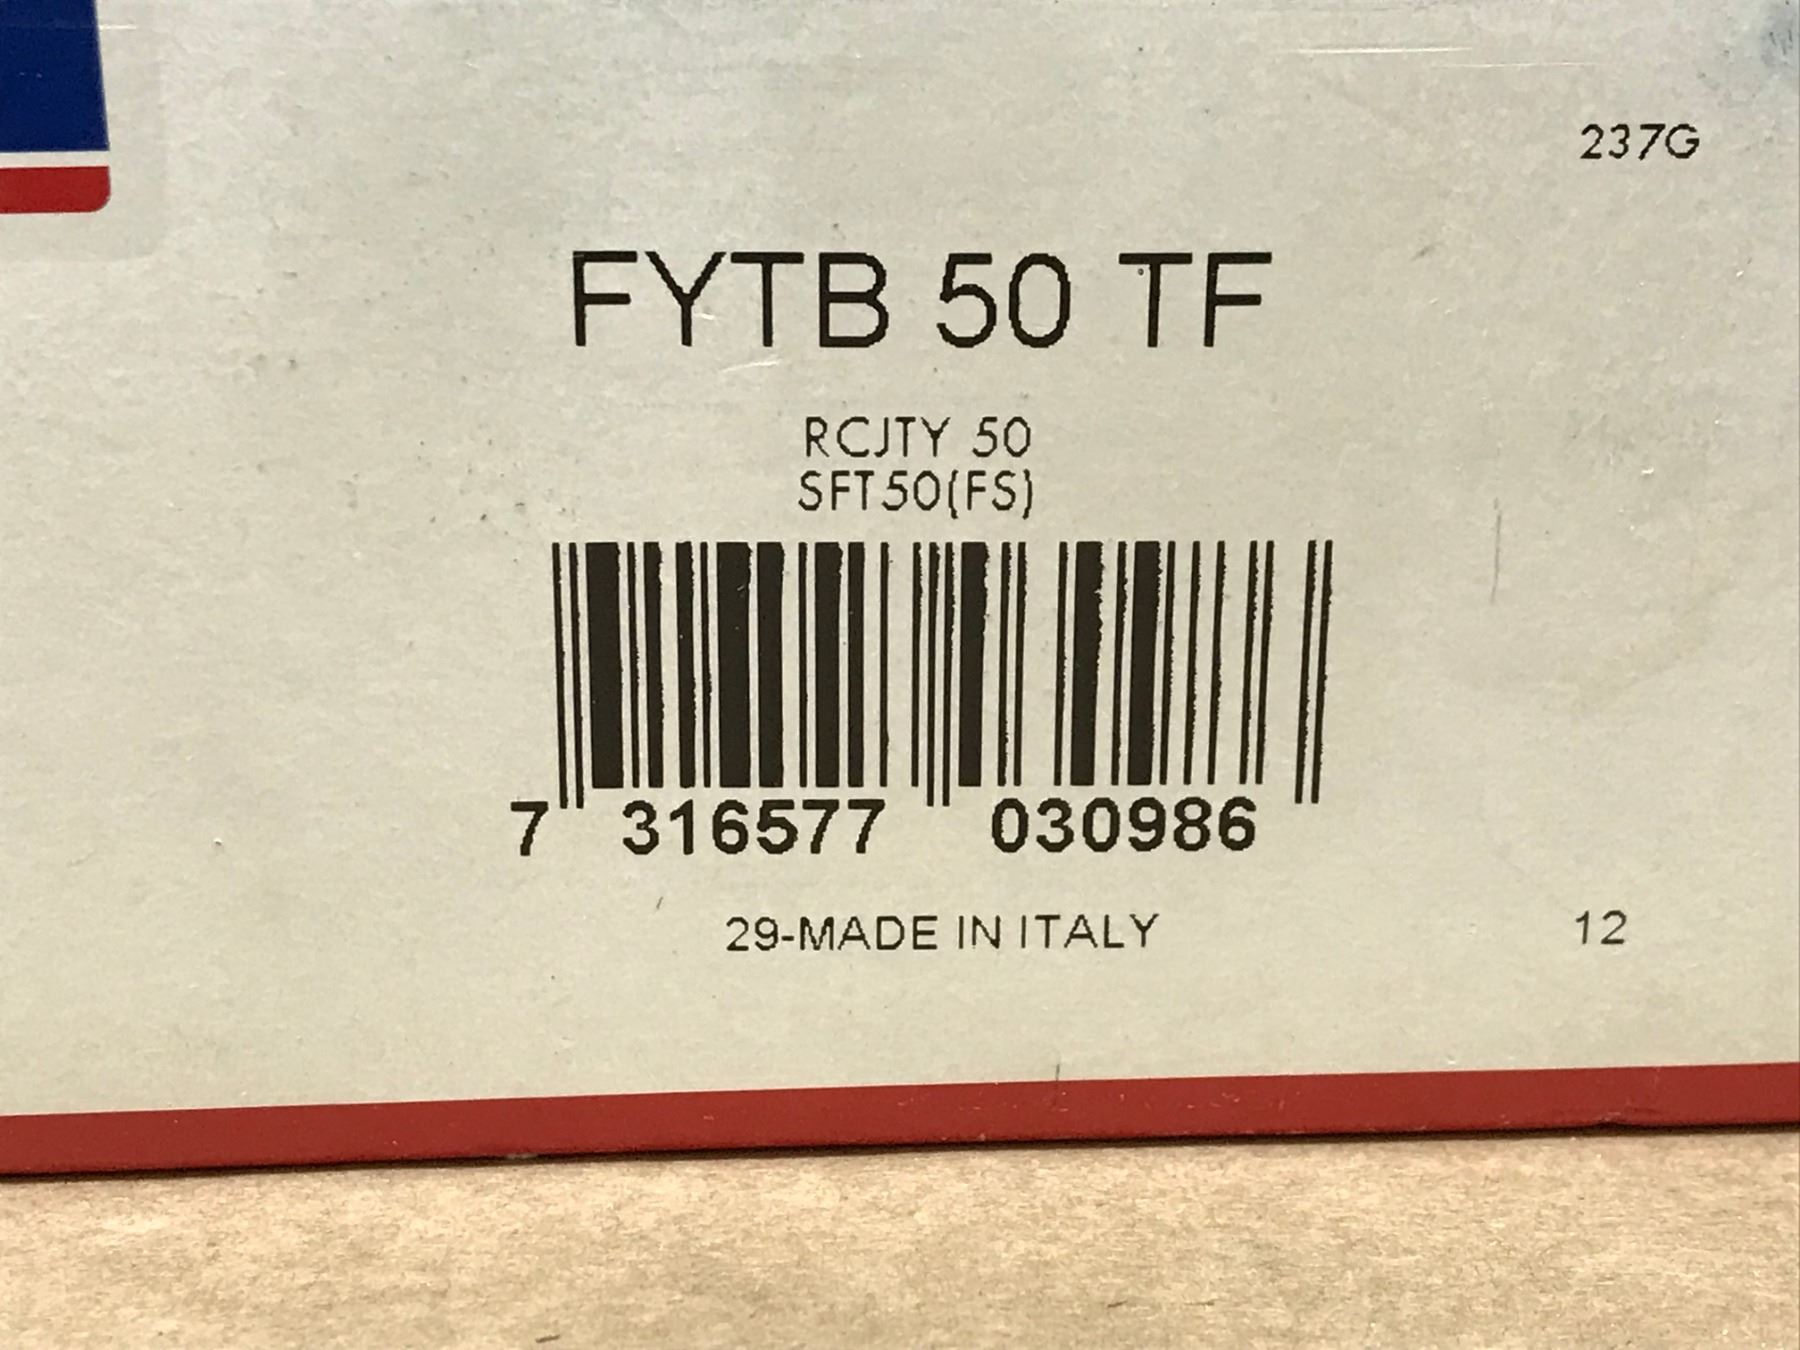 237G
FYTB 50 TF
RCJTY 50
SFT50(FS)
7 316577 030986
29-MADE IN ITALY
12